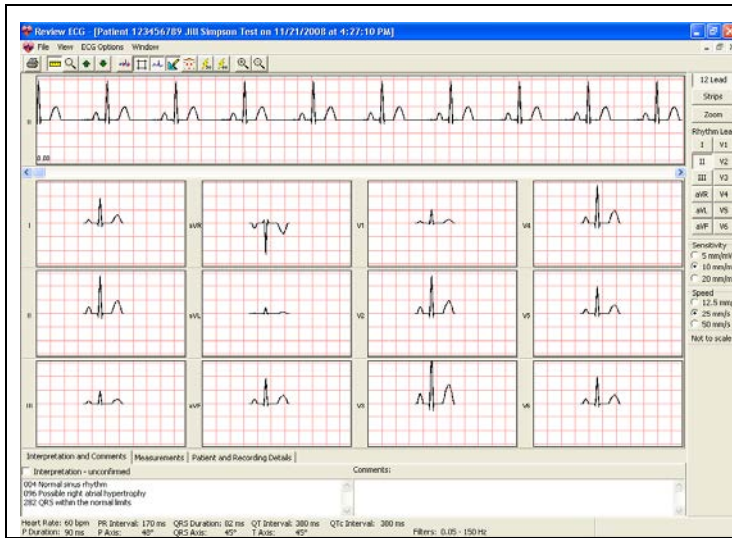 Review ECG - [Patient 123456789 Jill Simpson Test on 11/21/2008 at 4:27:10 PM]
File View ECG Options Window
12 Lead
Strips
Zoom
Rhythm Lea
I V1
II V2
III V3
aVR V4
aVL V5
aVF V6
Sensitivity
5 mm/mV
10 mm/m
20 mm/m
Speed
12.5 mm/
25 mm/s
50 mm/s
Not to scale
II
0.00
I aVR V1 V4
II aVL V2 V5
III aVF V3 V6
Interpretation and Comments Measurements Patient and Recording Details
Interpretation - unconfirmed Comments:
004 Normal sinus rhythm
096 Possible right atrial hypertrophy
282 QRS within the normal limits
Heart Rate: 60 bpm PR Interval: 170 ms QRS Duration: 82 ms QT Interval: 380 ms QTc Interval: 380 ms
P Duration: 90 ms P Axis: 48° QRS Axis: 45° T Axis: 45° Filters: 0.05 - 150 Hz